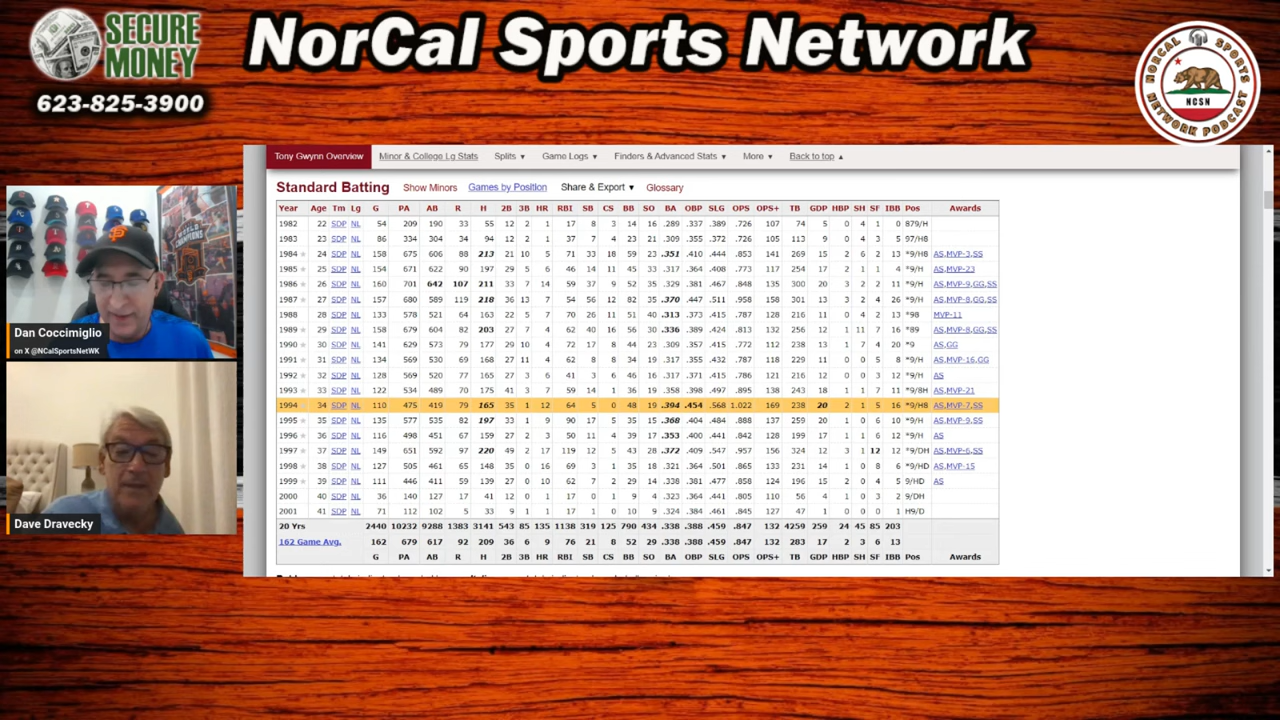 SECURE
MONEY
623-825-3900
NorCal Sports Network
NORCAL SPORTS
NCSN
NETWORK PODCAST
Tony Gwynn Overview Minor & College Lg Stats Splits ▼ Game Logs ▼ Finders & Advanced Stats ▼ More ▼ Back to top ▲
Standard Batting Show Minors Games by Position Share & Export ▼ Glossary
Year Age Tm Lg G PA AB R H 2B 3B HR RBI SB CS BB SO BA OBP SLG OPS OPS+ TB GDP HBP SH SF IBB Pos Awards
1982 22 SDP NL 54 209 190 33 55 12 2 1 17 8 3 14 16 .289 .337 .389 .726 107 74 5 0 4 1 0 879/H
1983 23 SDP NL 86 334 304 34 94 12 2 1 37 7 4 23 21 .309 .355 .372 .726 105 113 9 0 4 3 5 97/H8
1984 ★ 24 SDP NL 158 675 606 88 213 21 10 5 71 33 18 59 23 .351 .410 .444 .853 141 269 15 2 6 2 13 *9/H8 AS,MVP-3,SS
1985 ★ 25 SDP NL 154 671 622 90 197 29 5 6 46 14 11 45 33 .317 .364 .408 .773 117 254 17 2 1 1 4 *9/H AS,MVP-23
1986 ★ 26 SDP NL 160 701 642 107 211 33 7 14 59 37 9 52 35 .329 .381 .467 .848 135 300 20 3 2 2 11 *9/H AS,MVP-9,GG,SS
1987 ★ 27 SDP NL 157 680 589 119 218 36 13 7 54 56 12 82 35 .370 .447 .511 .958 158 301 13 3 2 4 26 *9/H AS,MVP-8,GG,SS
1988 28 SDP NL 133 578 521 64 163 22 5 7 70 26 11 51 40 .313 .373 .415 .787 128 216 11 0 4 2 13 *98 MVP-11
1989 ★ 29 SDP NL 158 679 604 82 203 27 7 4 62 40 16 56 30 .336 .389 .424 .813 132 256 12 1 11 7 16 *89 AS,MVP-8,GG,SS
1990 ★ 30 SDP NL 141 629 573 79 177 29 10 4 72 17 8 44 23 .309 .357 .415 .772 112 238 13 1 7 4 20 *9 AS,GG
1991 ★ 31 SDP NL 134 569 530 69 168 27 11 4 62 8 8 34 19 .317 .355 .432 .787 118 229 11 0 0 5 8 *9/H AS,MVP-16,GG
1992 ★ 32 SDP NL 128 569 520 77 165 27 3 6 41 3 6 46 16 .317 .371 .415 .786 121 216 12 0 0 3 12 *9/H AS
1993 ★ 33 SDP NL 122 534 489 70 175 41 3 7 59 14 1 36 19 .358 .398 .497 .895 138 243 18 1 1 7 11 *9/8H AS,MVP-21
1994 ★ 34 SDP NL 110 475 419 79 165 35 1 12 64 5 0 48 19 .394 .454 .568 1.022 169 238 20 2 1 5 16 *9/H8 AS,MVP-7,SS
1995 ★ 35 SDP NL 135 577 535 82 197 33 1 9 90 17 5 35 15 .368 .404 .484 .888 137 259 20 1 0 6 10 *9/H AS,MVP-9,SS
1996 ★ 36 SDP NL 116 498 451 67 159 27 2 3 50 11 4 39 17 .353 .400 .441 .842 128 199 17 1 1 6 12 *9/H AS
1997 ★ 37 SDP NL 149 651 592 97 220 49 2 17 119 12 5 43 28 .372 .409 .547 .957 156 324 12 3 1 12 12 *9/DH AS,MVP-6,SS
1998 ★ 38 SDP NL 127 505 461 65 148 35 0 16 69 3 1 35 18 .321 .364 .501 .865 133 231 14 1 0 8 6 *9/HD AS,MVP-15
1999 ★ 39 SDP NL 111 446 411 59 139 27 0 10 62 7 2 29 14 .338 .381 .477 .858 124 196 15 2 0 4 5 9/HD AS
2000 40 SDP NL 36 140 127 17 41 12 0 1 17 0 1 9 4 .323 .364 .441 .805 110 56 4 1 0 3 2 9/DH
2001 41 SDP NL 71 112 102 5 33 9 1 1 17 1 0 10 9 .324 .384 .461 .845 127 47 1 0 0 0 1 H9/D
20 Yrs 2440 10232 9288 1383 3141 543 85 135 1138 319 125 790 434 .338 .388 .459 .847 132 4259 259 24 45 85 203
162 Game Avg. 162 679 617 92 209 36 6 9 76 21 8 52 29 .338 .388 .459 .847 132 283 17 2 3 6 13
G PA AB R H 2B 3B HR RBI SB CS BB SO BA OBP SLG OPS OPS+ TB GDP HBP SH SF IBB Pos Awards
Dan Coccimiglio
on X @NCalSportsNetWK
Dave Dravecky